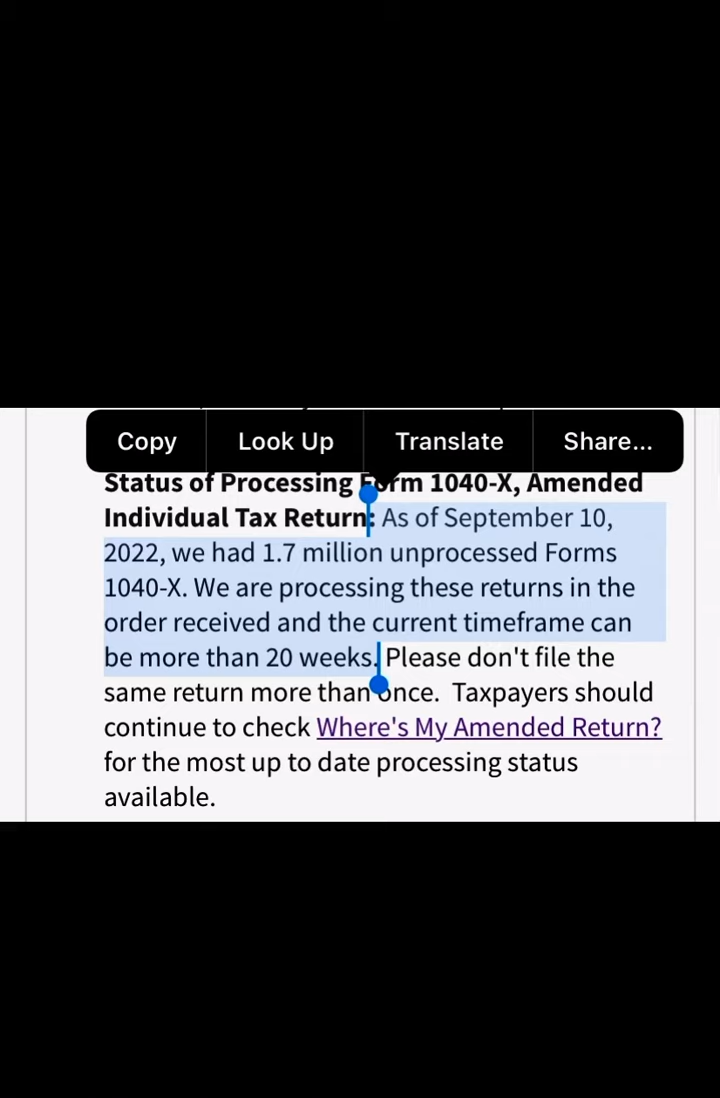 Copy Look Up Translate Share...
Status of Processing Form 1040-X, Amended
Individual Tax Return: As of September 10,
2022, we had 1.7 million unprocessed Forms
1040-X. We are processing these returns in the
order received and the current timeframe can
be more than 20 weeks. Please don't file the
same return more than once.  Taxpayers should
continue to check Where's My Amended Return?
for the most up to date processing status
available.